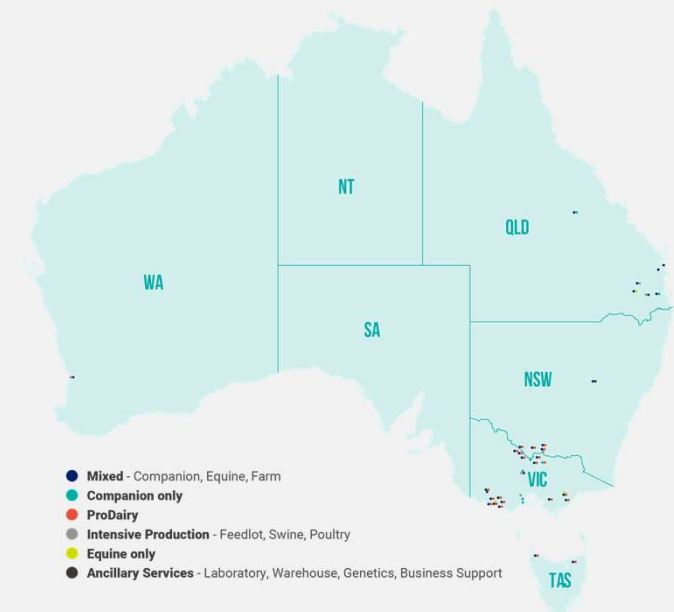 NT
QLD
WA
SA
NSW
VIC
TAS
Mixed - Companion, Equine, Farm
Companion only
ProDairy
Intensive Production - Feedlot, Swine, Poultry
Equine only
Ancillary Services - Laboratory, Warehouse, Genetics, Business Support